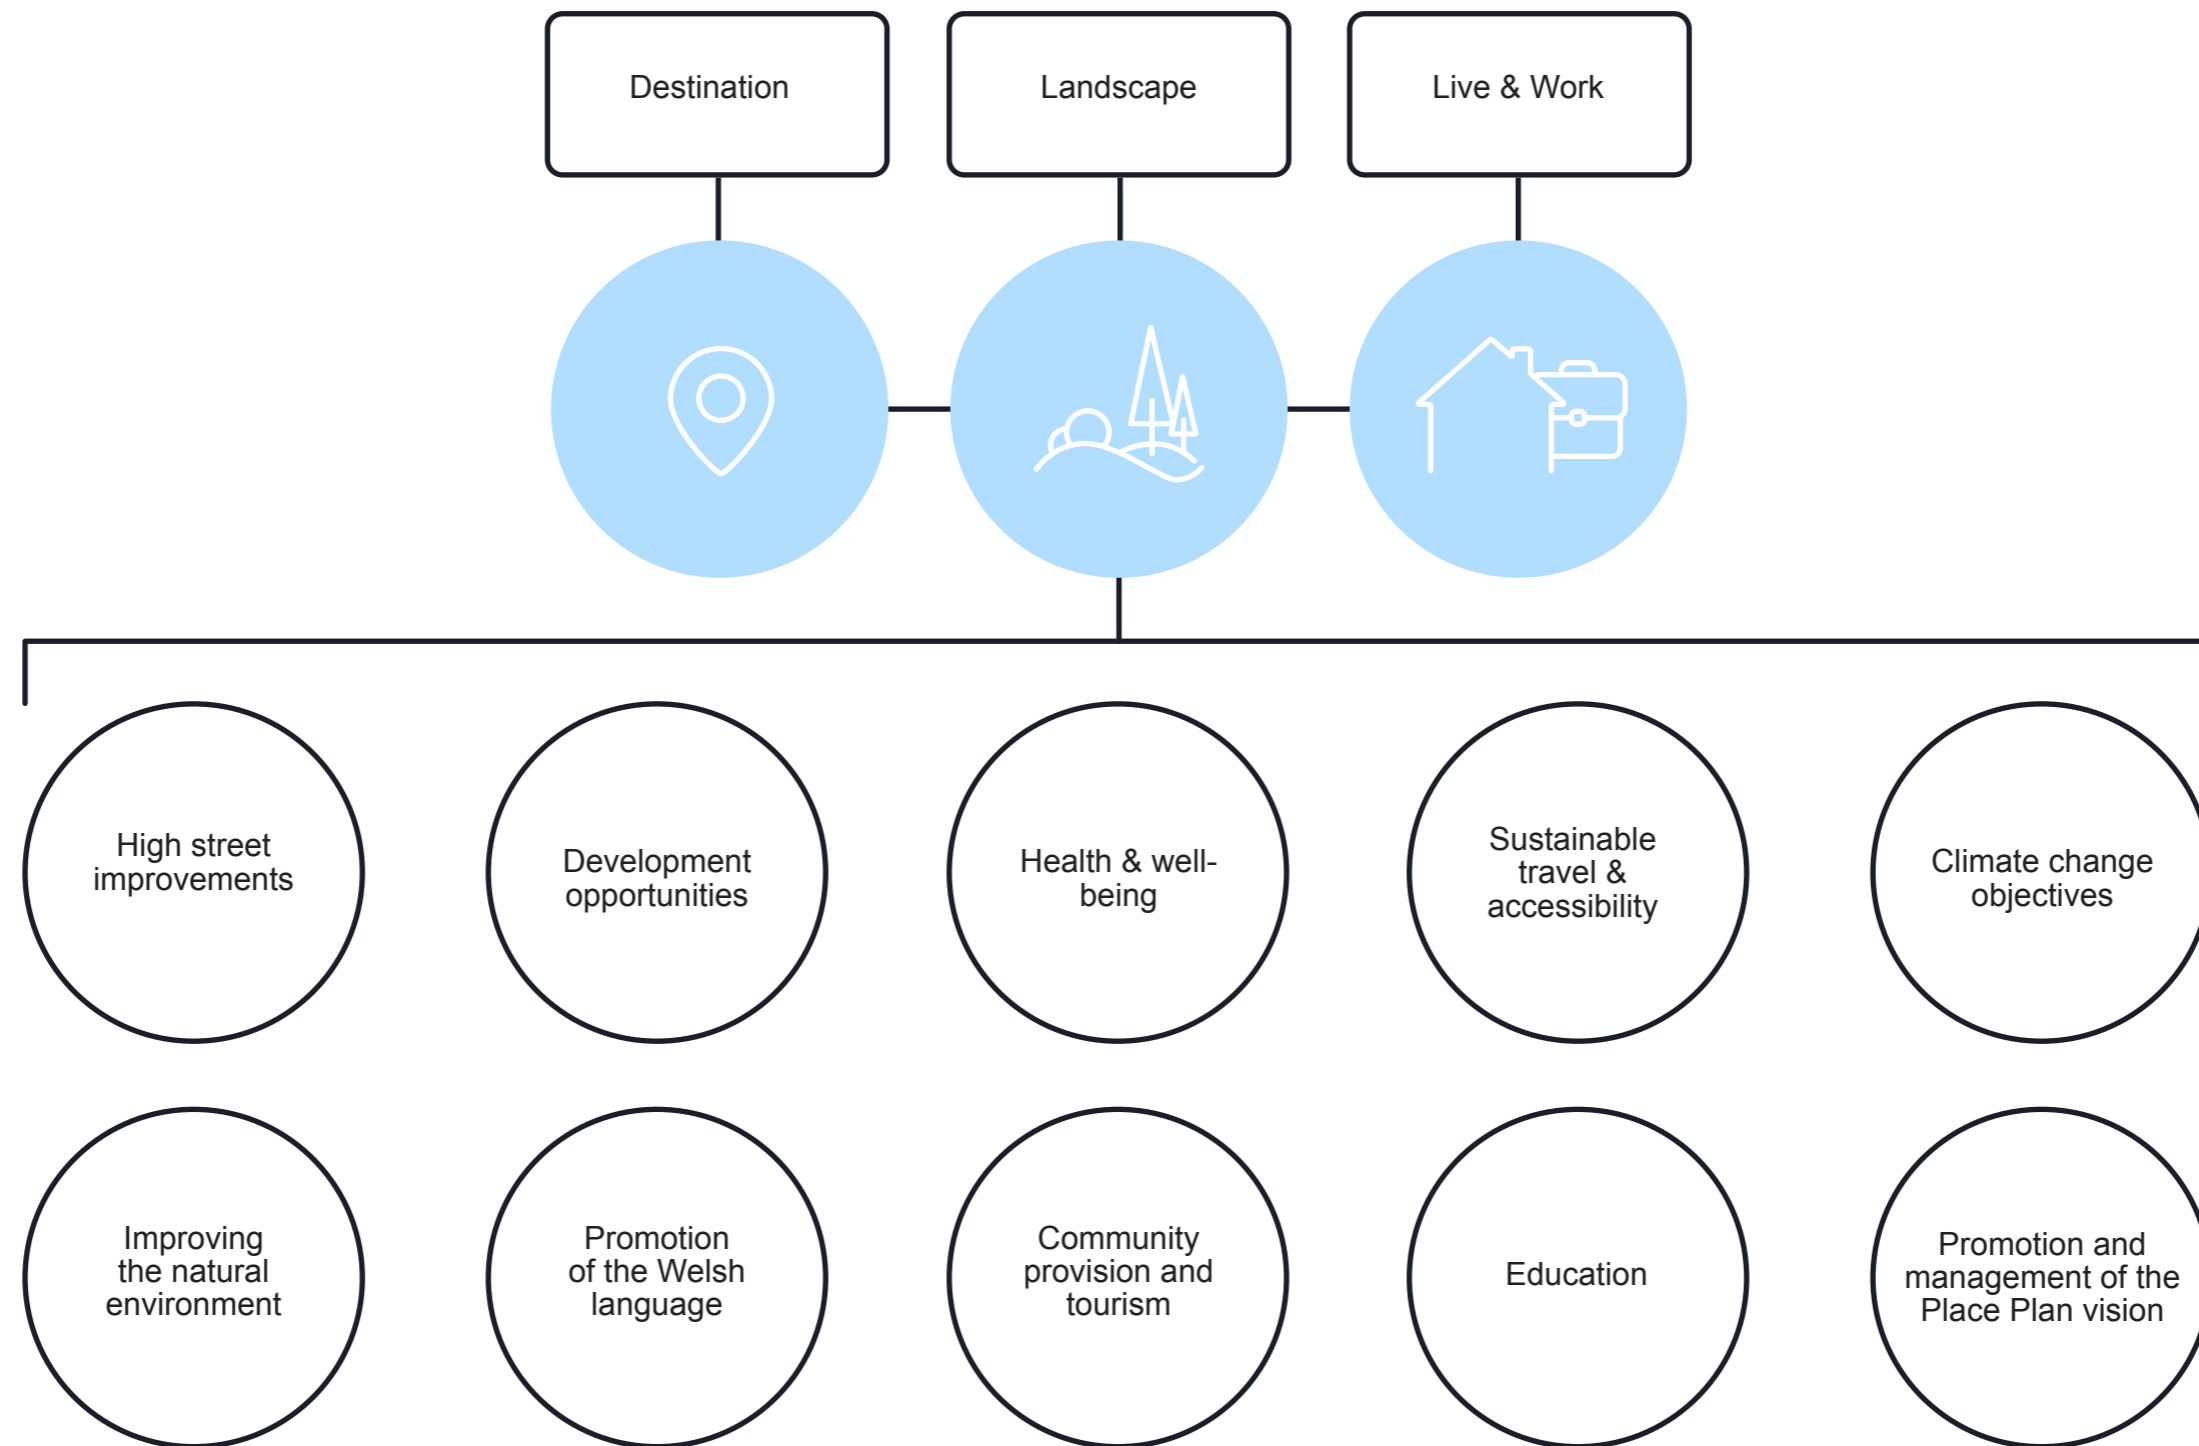 Destination
Landscape
Live & Work
High street
improvements
Development
opportunities
Health & well-
being
Sustainable
travel &
accessibility
Climate change
objectives
Improving
the natural
environment
Promotion
of the Welsh
language
Community
provision and
tourism
Education
Promotion and
management of the
Place Plan vision